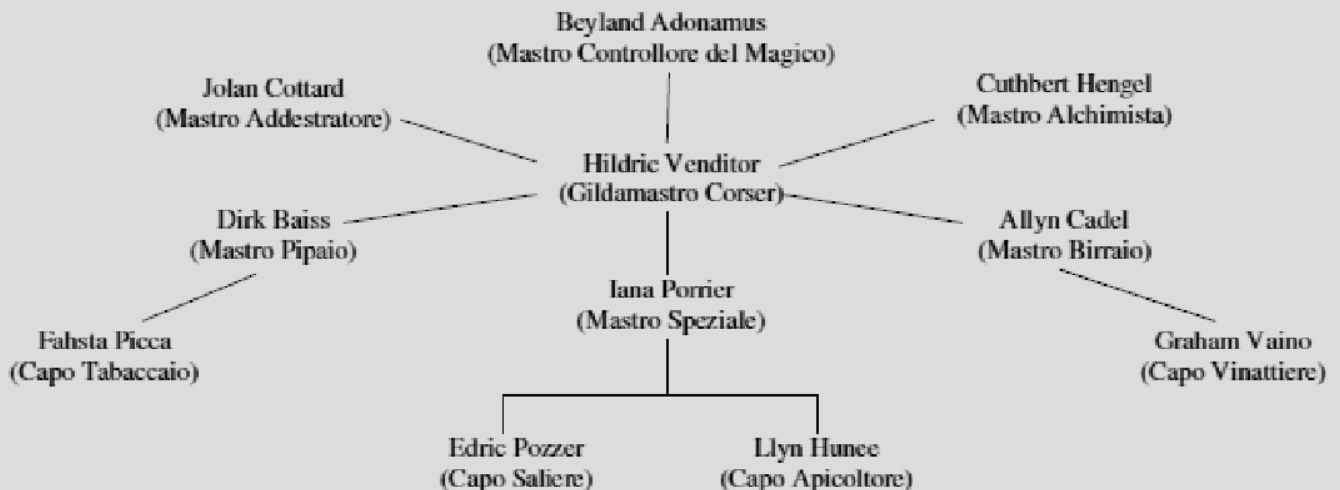 Beyland Adonamus
(Mastro Controllore del Magico)
Jolan Cottard
(Mastro Addestratore)
Cuthbert Hengel
(Mastro Alchimista)
Hildric Venditor
(Gildamastro Corser)
Dirk Baiss
(Mastro Pipaio)
Allyn Cadel
(Mastro Birraio)
Iana Porrier
(Mastro Speziale)
Fahsta Picca
(Capo Tabaccaio)
Graham Vaino
(Capo Vinattiere)
Edric Pozzer
(Capo Saliere)
Llyn Hunee
(Capo Apicoltore)